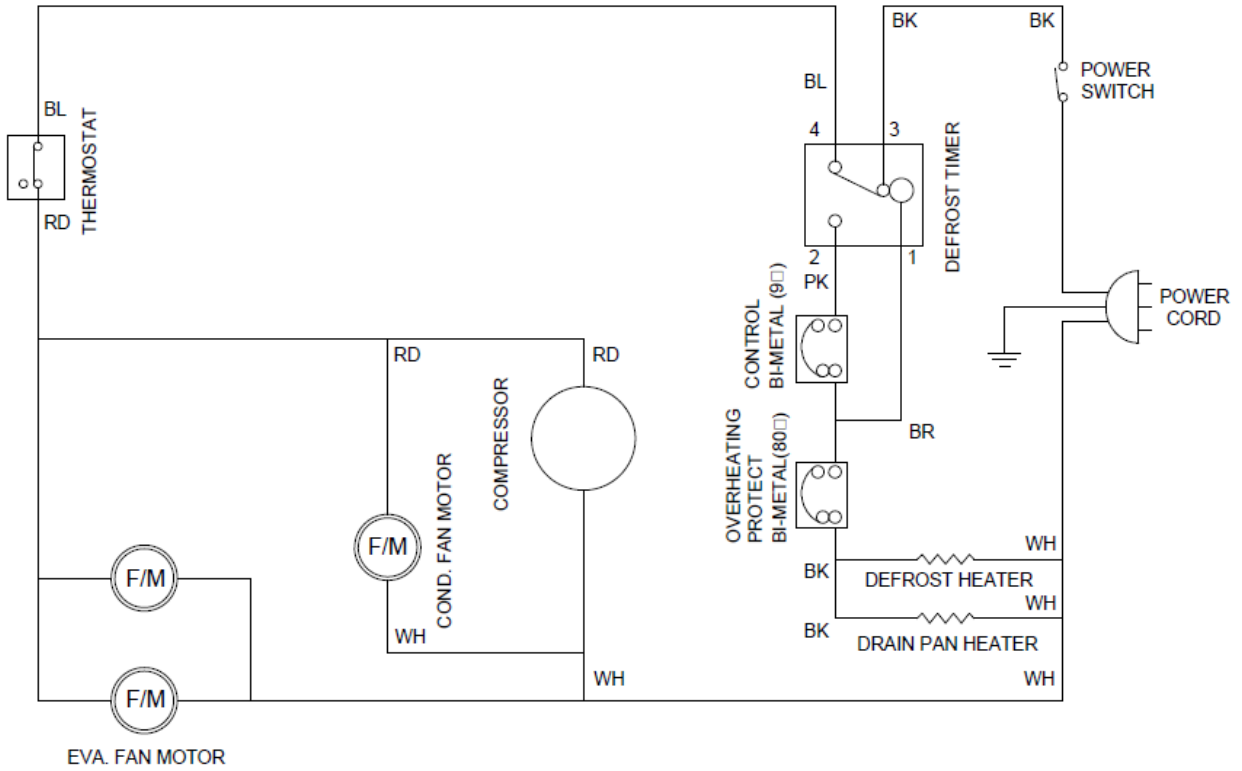 BK
BK
BL
POWER
SWITCH
BL
THERMOSTAT
RD
4
3
DEFROST TIMER
2
1
PK
CONTROL
BI-METAL (9□)
POWER
CORD
RD
RD
COMPRESSOR
BR
OVERHEATING
PROTECT
BI-METAL(80□)
COND. FAN MOTOR
F/M
F/M
WH
BK
DEFROST HEATER
WH
BK
DRAIN PAN HEATER
WH
WH
WH
F/M
EVA. FAN MOTOR